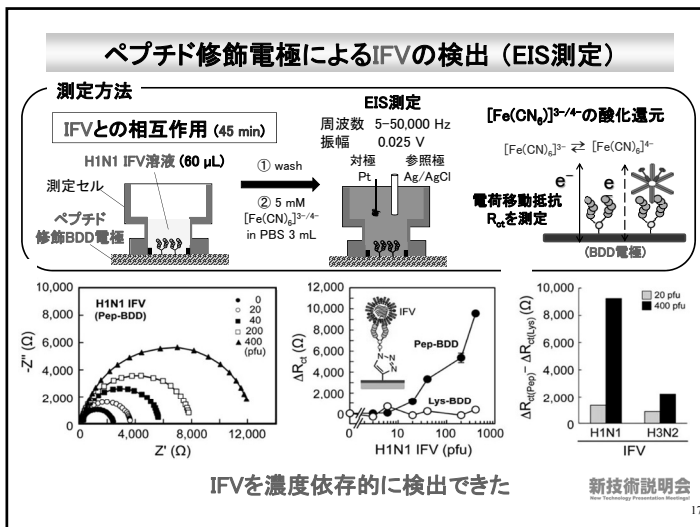 ペプチド修飾電極によるIFVの検出 (EIS測定)
測定方法
IFVとの相互作用 (45 min)
H1N1 IFV溶液 (60 μL)
測定セル
ペプチド
修飾BDD電極
① wash
② 5 mM
[Fe(CN)₆]³⁻/⁴⁻
in PBS 3 mL
EIS測定
周波数 5–50,000 Hz
振幅 0.025 V
対極
Pt
参照極
Ag/AgCl
[Fe(CN)₆]³⁻/⁴⁻の酸化還元
[Fe(CN)₆]³⁻ ⇄ [Fe(CN)₆]⁴⁻
e⁻
e
電荷移動抵抗
Rctを測定
(BDD電極)
-Z'' (Ω)
10,000
8,000
6,000
4,000
2,000
0
H1N1 IFV
(Pep-BDD)
0
20
40
200
400
(pfu)
0 4,000 8,000 12,000
Z' (Ω)
ΔRct (Ω)
12,000
10,000
8,000
6,000
4,000
2,000
0
IFV
N=N
N
Pep-BDD
Lys-BDD
0 10 100 1000
H1N1 IFV (pfu)
ΔRct(Pep)− ΔRct(Lys) (Ω)
10,000
8,000
6,000
4,000
2,000
0
20 pfu
400 pfu
H1N1 H3N2
IFV
IFVを濃度依存的に検出できた
新技術説明会
New Technology Presentation Meetings!
17